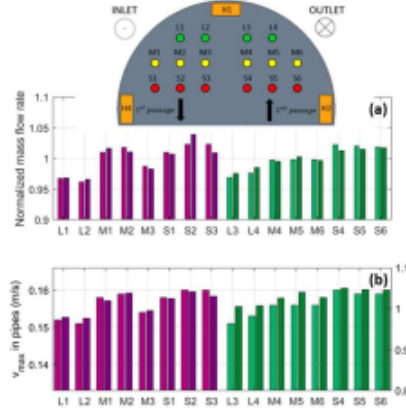 INLET
OUTLET
H1
L1 L2 L3 L4
M1 M2 M3 M4 M5 M6
S1 S2 S3 S4 S5 S6
H4 1st passage 2nd passage H2
(a)
Normalized mass flow rate
1.1
1.05
1
0.95
0.9
L1 L2 M1 M2 M3 S1 S2 S3 L3 L4 M4 M5 M6 S4 S5 S6
(b)
vmax in pipes (m/s)
0.16
0.15
0.14
1.1
1
0.9
L1 L2 M1 M2 M3 S1 S2 S3 L3 L4 M4 M5 M6 S4 S5 S6